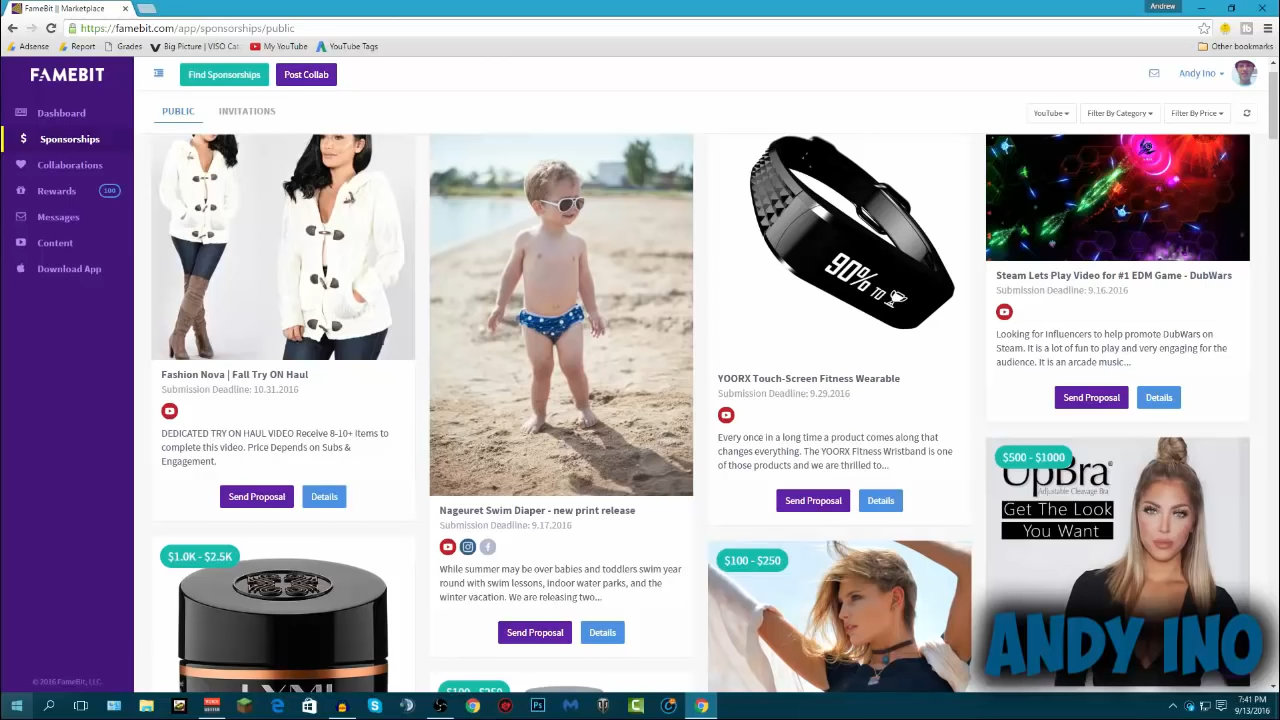 FameBit || Marketplace
Andrew
https://famebit.com/app/sponsorships/public
Adsense
Report
Grades
Big Picture | VISO Ca
My YouTube
YouTube Tags
Other bookmarks
FAMEBIT
Find Sponsorships
Post Collab
Andy Ino
Dashboard
Sponsorships
Collaborations
Rewards
100
Messages
Content
Download App
PUBLIC
INVITATIONS
YouTube
Filter By Category
Filter By Price
Fashion Nova | Fall Try ON Haul
Submission Deadline: 10.31.2016
DEDICATED TRY ON HAUL VIDEO Receive 8-10+ items to
complete this video. Price Depends on Subs &
Engagement.
Send Proposal
Details
$1.0K - $2.5K
Nageuret Swim Diaper - new print release
Submission Deadline: 9.17.2016
While summer may be over babies and toddlers swim year
round with swim lessons, indoor water parks, and the
winter vacation. We are releasing two...
Send Proposal
Details
$100 - $250
90% TO
YOORX Touch-Screen Fitness Wearable
Submission Deadline: 9.29.2016
Every once in a long time a product comes along that
changes everything. The YOORX Fitness Wristband is one
of those products and we are thrilled to...
Send Proposal
Details
$100 - $250
Steam Lets Play Video for #1 EDM Game - DubWars
Submission Deadline: 9.16.2016
Looking for Influencers to help promote DubWars on
Steam. It is a lot of fun to play and very engaging for the
audience. It is an arcade music...
Send Proposal
Details
$500 - $1000
UpBra
Adjustable Cleavage Bra
Get The Look
You Want
ANDY INO
© 2016 FameBit, LLC.
7:41 PM
9/13/2016